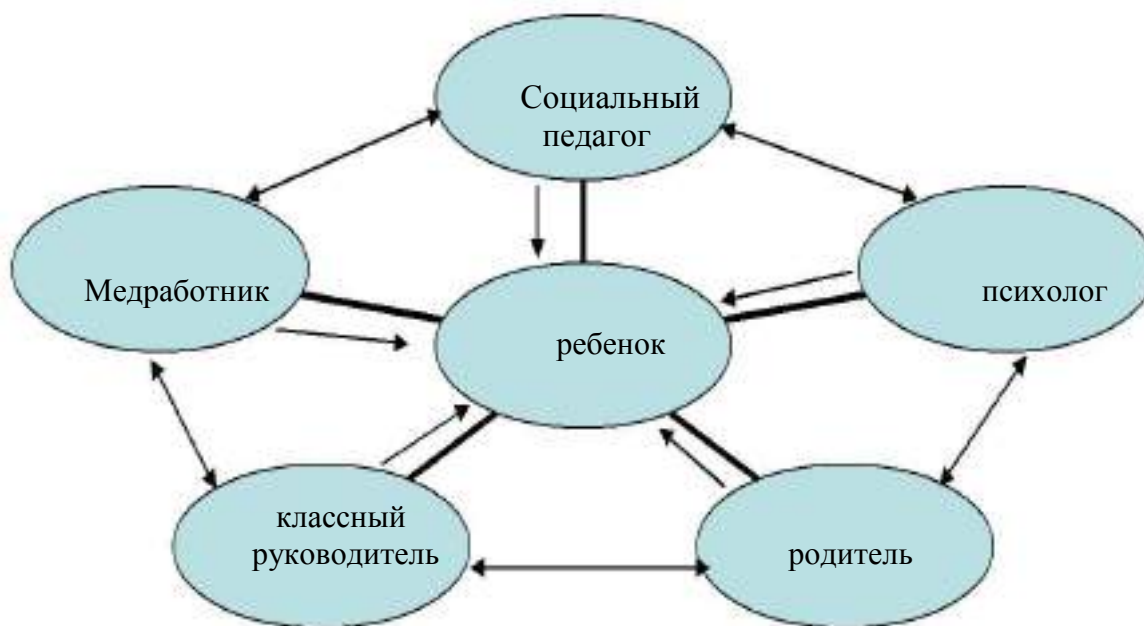 Социальный
педагог
Медработник
психолог
ребенок
классный
руководитель
родитель